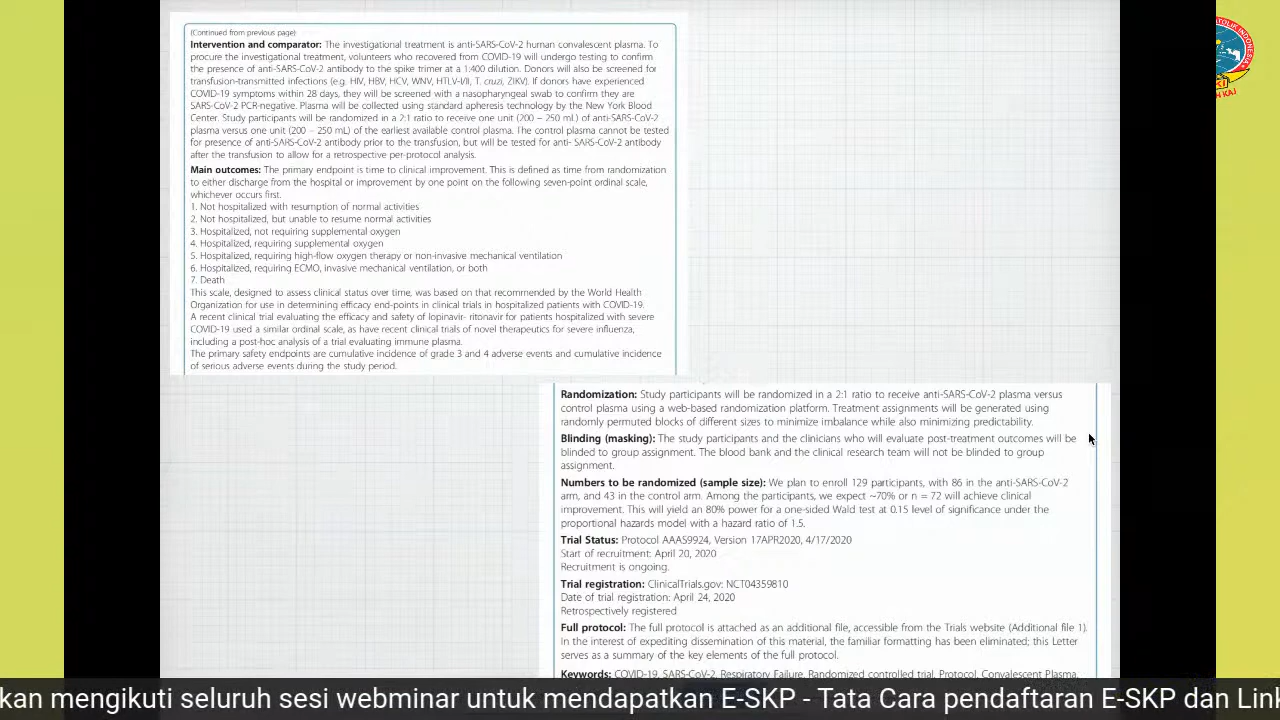 (Continued from previous page)
Intervention and comparator: The investigational treatment is anti-SARS-CoV-2 human convalescent plasma. To
procure the investigational treatment, volunteers who recovered from COVID-19 will undergo testing to confirm
the presence of anti-SARS-CoV-2 antibody to the spike trimer at a 1:400 dilution. Donors will also be screened for
transfusion-transmitted infections (e.g. HIV, HBV, HCV, WNV, HTLV-I/II, T. cruzi, ZIKV). If donors have experienced
COVID-19 symptoms within 28 days, they will be screened with a nasopharyngeal swab to confirm they are
SARS-CoV-2 PCR-negative. Plasma will be collected using standard apheresis technology by the New York Blood
Center. Study participants will be randomized in a 2:1 ratio to receive one unit (200 – 250 mL) of anti-SARS-CoV-2
plasma versus one unit (200 – 250 mL) of the earliest available control plasma. The control plasma cannot be tested
for presence of anti-SARS-CoV-2 antibody prior to the transfusion, but will be tested for anti- SARS-CoV-2 antibody
after the transfusion to allow for a retrospective per-protocol analysis.
Main outcomes: The primary endpoint is time to clinical improvement. This is defined as time from randomization
to either discharge from the hospital or improvement by one point on the following seven-point ordinal scale,
whichever occurs first.
1. Not hospitalized with resumption of normal activities
2. Not hospitalized, but unable to resume normal activities
3. Hospitalized, not requiring supplemental oxygen
4. Hospitalized, requiring supplemental oxygen
5. Hospitalized, requiring high-flow oxygen therapy or non-invasive mechanical ventilation
6. Hospitalized, requiring ECMO, invasive mechanical ventilation, or both
7. Death
This scale, designed to assess clinical status over time, was based on that recommended by the World Health
Organization for use in determining efficacy end-points in clinical trials in hospitalized patients with COVID-19.
A recent clinical trial evaluating the efficacy and safety of lopinavir- ritonavir for patients hospitalized with severe
COVID-19 used a similar ordinal scale, as have recent clinical trials of novel therapeutics for severe influenza,
including a post-hoc analysis of a trial evaluating immune plasma.
The primary safety endpoints are cumulative incidence of grade 3 and 4 adverse events and cumulative incidence
of serious adverse events during the study period.
Randomization: Study participants will be randomized in a 2:1 ratio to receive anti-SARS-CoV-2 plasma versus
control plasma using a web-based randomization platform. Treatment assignments will be generated using
randomly permuted blocks of different sizes to minimize imbalance while also minimizing predictability.
Blinding (masking): The study participants and the clinicians who will evaluate post-treatment outcomes will be
blinded to group assignment. The blood bank and the clinical research team will not be blinded to group
assignment.
Numbers to be randomized (sample size): We plan to enroll 129 participants, with 86 in the anti-SARS-CoV-2
arm, and 43 in the control arm. Among the participants, we expect ~70% or n = 72 will achieve clinical
improvement. This will yield an 80% power for a one-sided Wald test at 0.15 level of significance under the
proportional hazards model with a hazard ratio of 1.5.
Trial Status: Protocol AAAS9924, Version 17APR2020, 4/17/2020
Start of recruitment: April 20, 2020
Recruitment is ongoing.
Trial registration: ClinicalTrials.gov: NCT04359810
Date of trial registration: April 24, 2020
Retrospectively registered
Full protocol: The full protocol is attached as an additional file, accessible from the Trials website (Additional file 1).
In the interest of expediting dissemination of this material, the familiar formatting has been eliminated; this Letter
serves as a summary of the key elements of the full protocol.
Keywords: COVID-19, SARS-CoV-2, Respiratory Failure, Randomized controlled trial, Protocol, Convalescent Plasma,
kan mengikuti seluruh sesi webminar untuk mendapatkan E-SKP - Tata Cara pendaftaran E-SKP dan Link